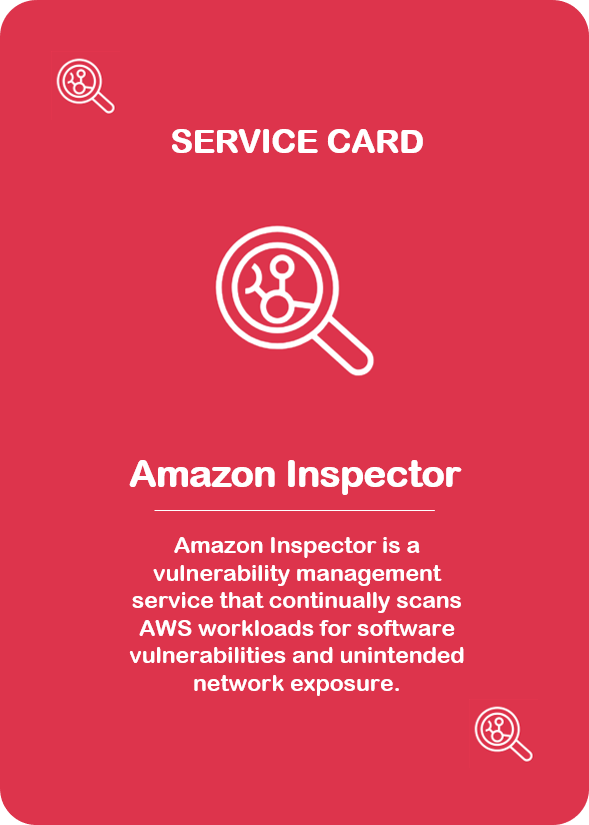 SERVICE CARD
Amazon Inspector
Amazon Inspector is a
vulnerability management
service that continually scans
AWS workloads for software
vulnerabilities and unintended
network exposure.